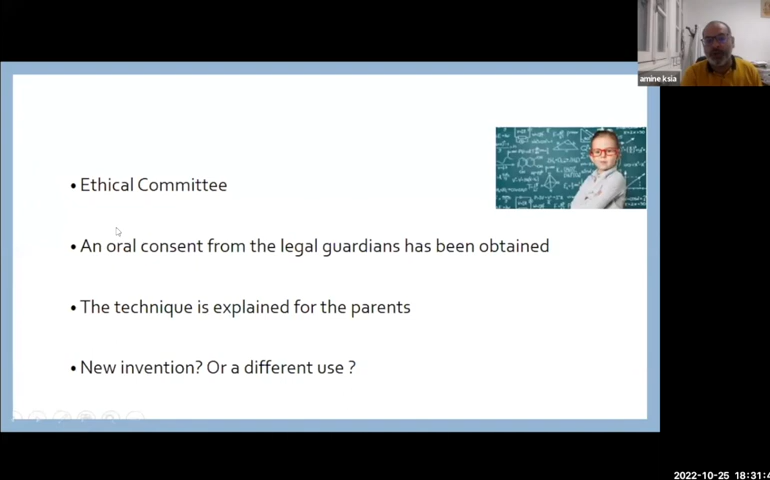 amine ksia
• Ethical Committee
• An oral consent from the legal guardians has been obtained
• The technique is explained for the parents
• New invention? Or a different use ?
2022-10-25 18:31:4